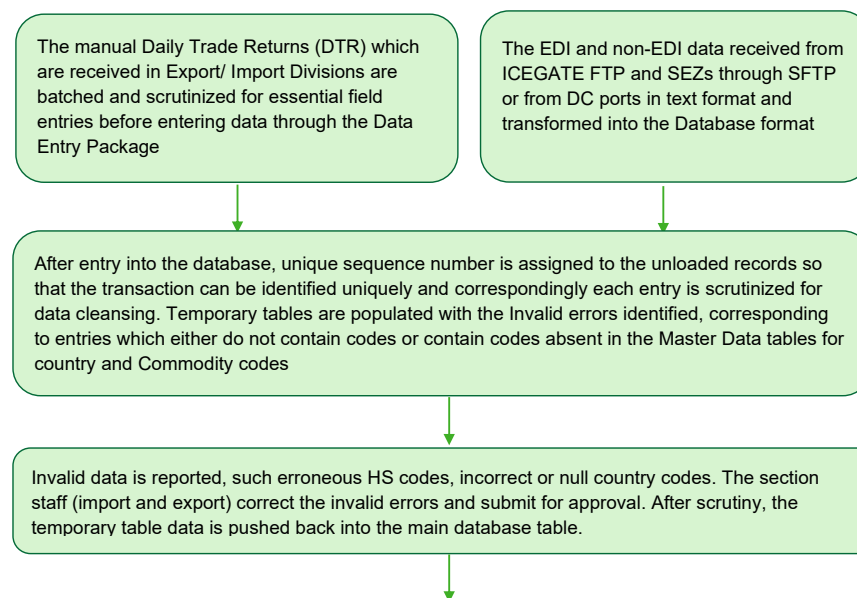 The manual Daily Trade Returns (DTR) which
are received in Export/ Import Divisions are
batched and scrutinized for essential field
entries before entering data through the Data
Entry Package
The EDI and non-EDI data received from
ICEGATE FTP and SEZs through SFTP
or from DC ports in text format and
transformed into the Database format
After entry into the database, unique sequence number is assigned to the unloaded records so
that the transaction can be identified uniquely and correspondingly each entry is scrutinized for
data cleansing. Temporary tables are populated with the Invalid errors identified, corresponding
to entries which either do not contain codes or contain codes absent in the Master Data tables for
country and Commodity codes
Invalid data is reported, such erroneous HS codes, incorrect or null country codes. The section
staff (import and export) correct the invalid errors and submit for approval. After scrutiny, the
temporary table data is pushed back into the main database table.